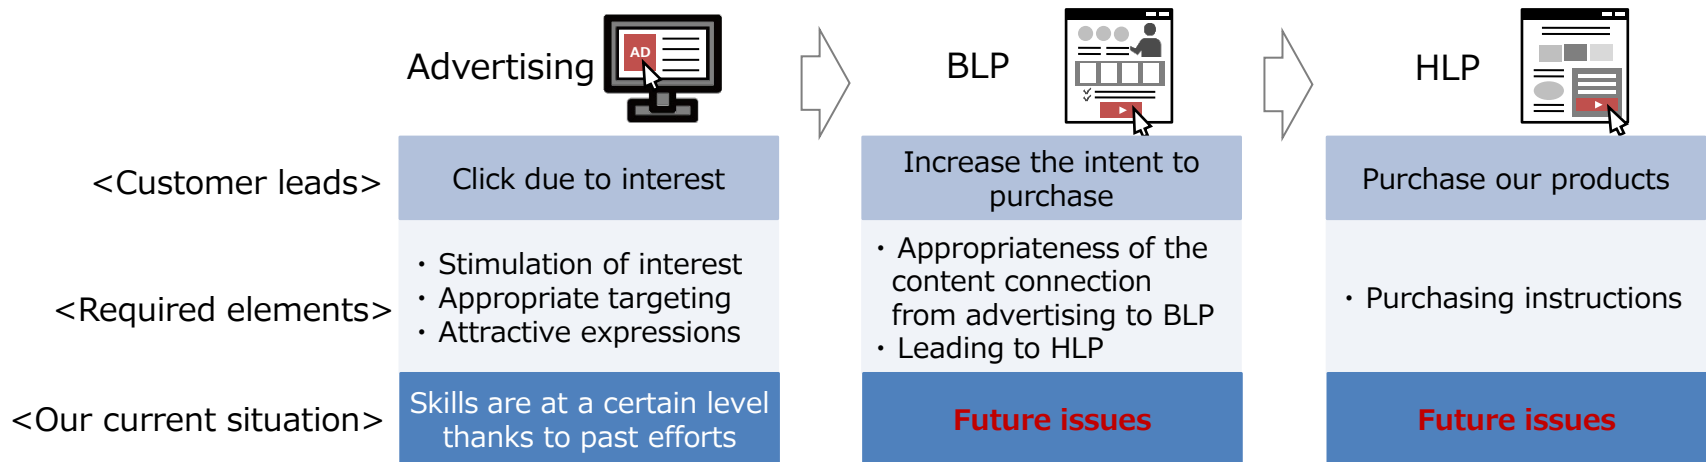 Advertising
AD
BLP
HLP
<Customer leads>
Click due to interest
Increase the intent to
purchase
Purchase our products
<Required elements>
・Stimulation of interest
・Appropriate targeting
・Attractive expressions
・Appropriateness of the
content connection
from advertising to BLP
・Leading to HLP
・Purchasing instructions
<Our current situation>
Skills are at a certain level
thanks to past efforts
Future issues
Future issues